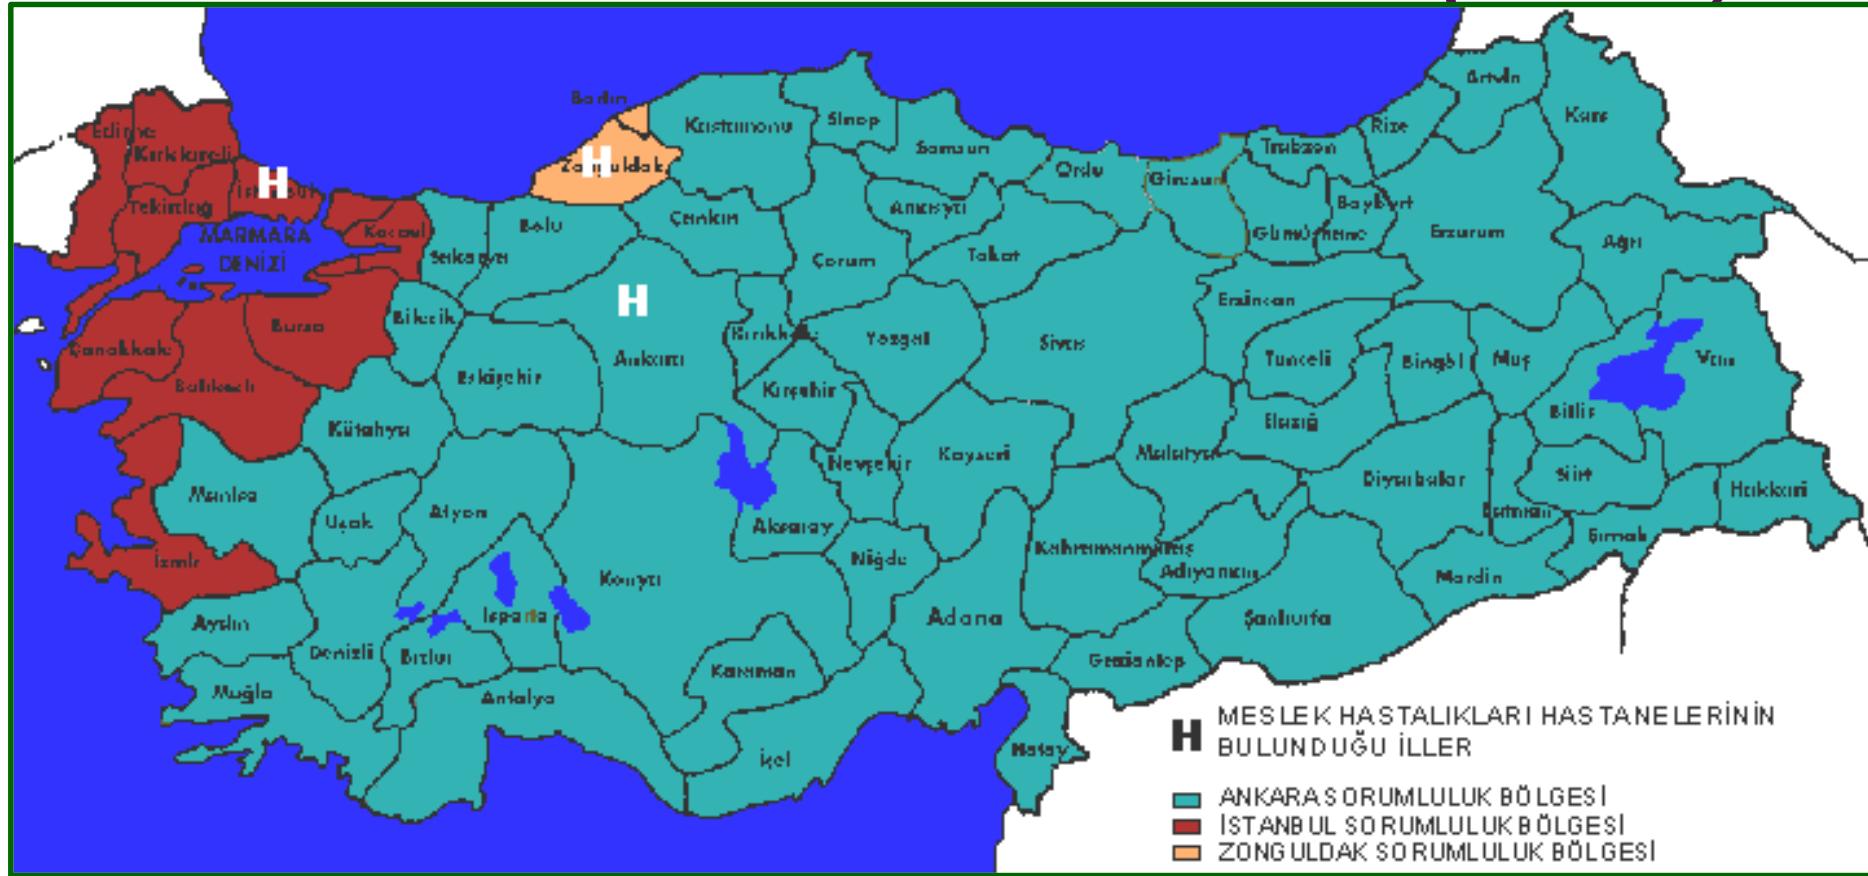 Bartın
Kastamonu
Sinop
Samsun
Artvin
Kars
Rize
Trabzon
Edirne
Kırklareli
Zonguldak
Ordu
Giresun
İstanbul
Tekirdağ
Amasya
Bayburt
Kocaeli
Bolu
Çankırı
MARMARA
DENİZİ
Sakarya
Çorum
Tokat
Gümüşhane
Erzurum
Ağrı
Erzincan
Bursa
Bilecik
Kırıkkale
Yozgat
Sivas
Çanakkale
Ankara
Tunceli
Bingöl
Muş
Van
Balıkesir
Eskişehir
Kırşehir
Bitlis
Kütahya
Elazığ
Nevşehir
Kayseri
Malatya
Manisa
Diyarbakır
Siirt
Hakkari
Uşak
Afyon
Aksaray
Batman
Şırnak
İzmir
Niğde
Kahramanmaraş
Adıyaman
Mardin
Konya
Aydın
Isparta
Adana
Şanlıurfa
Denizli
Burdur
Gaziantep
Karaman
Muğla
Antalya
İçel
Hatay
H
H
H
H MESLEK HASTALIKLARI HASTANELERİNİN
BULUNDUĞU İLLER
ANKARA SORUMLULUK BÖLGESİ
İSTANBUL SORUMLULUK BÖLGESİ
ZONGULDAK SORUMLULUK BÖLGESİ